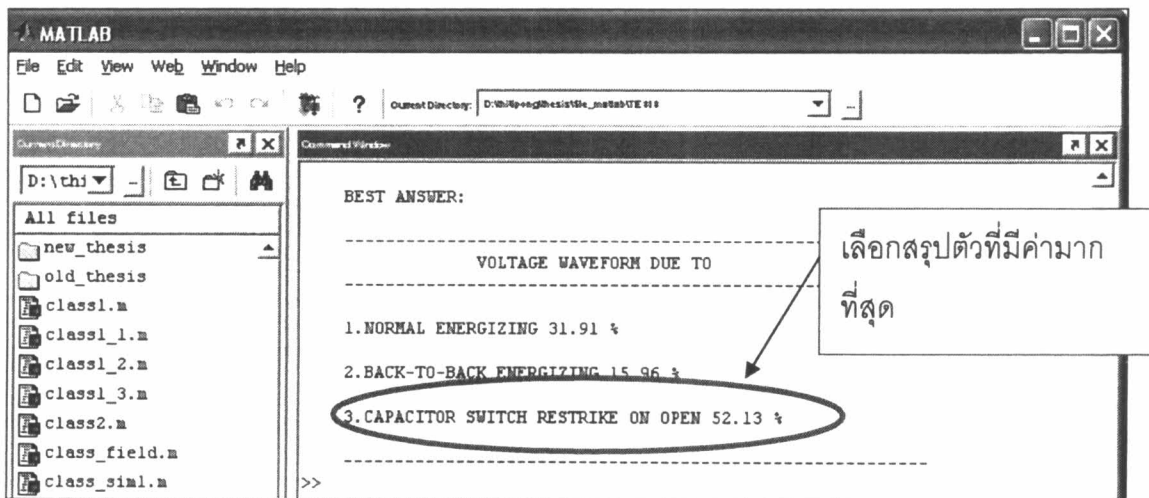 MATLAB
File Edit View Web Window Help
? Current Directory:
Current Directory
Command Window
D:\thi
All files
new_thesis
old_thesis
class1.m
class1_1.m
class1_2.m
class1_3.m
class2.m
class_field.m
class_sim1.m
BEST ANSWER:
----------------------------------------
VOLTAGE WAVEFORM DUE TO
----------------------------------------
1.NORMAL ENERGIZING 31.91 %
2.BACK-TO-BACK ENERGIZING 15.96 %
3.CAPACITOR SWITCH RESTRIKE ON OPEN 52.13 %
----------------------------------------
>>
เลือกสรุปตัวที่มีค่ามาก
ที่สุด